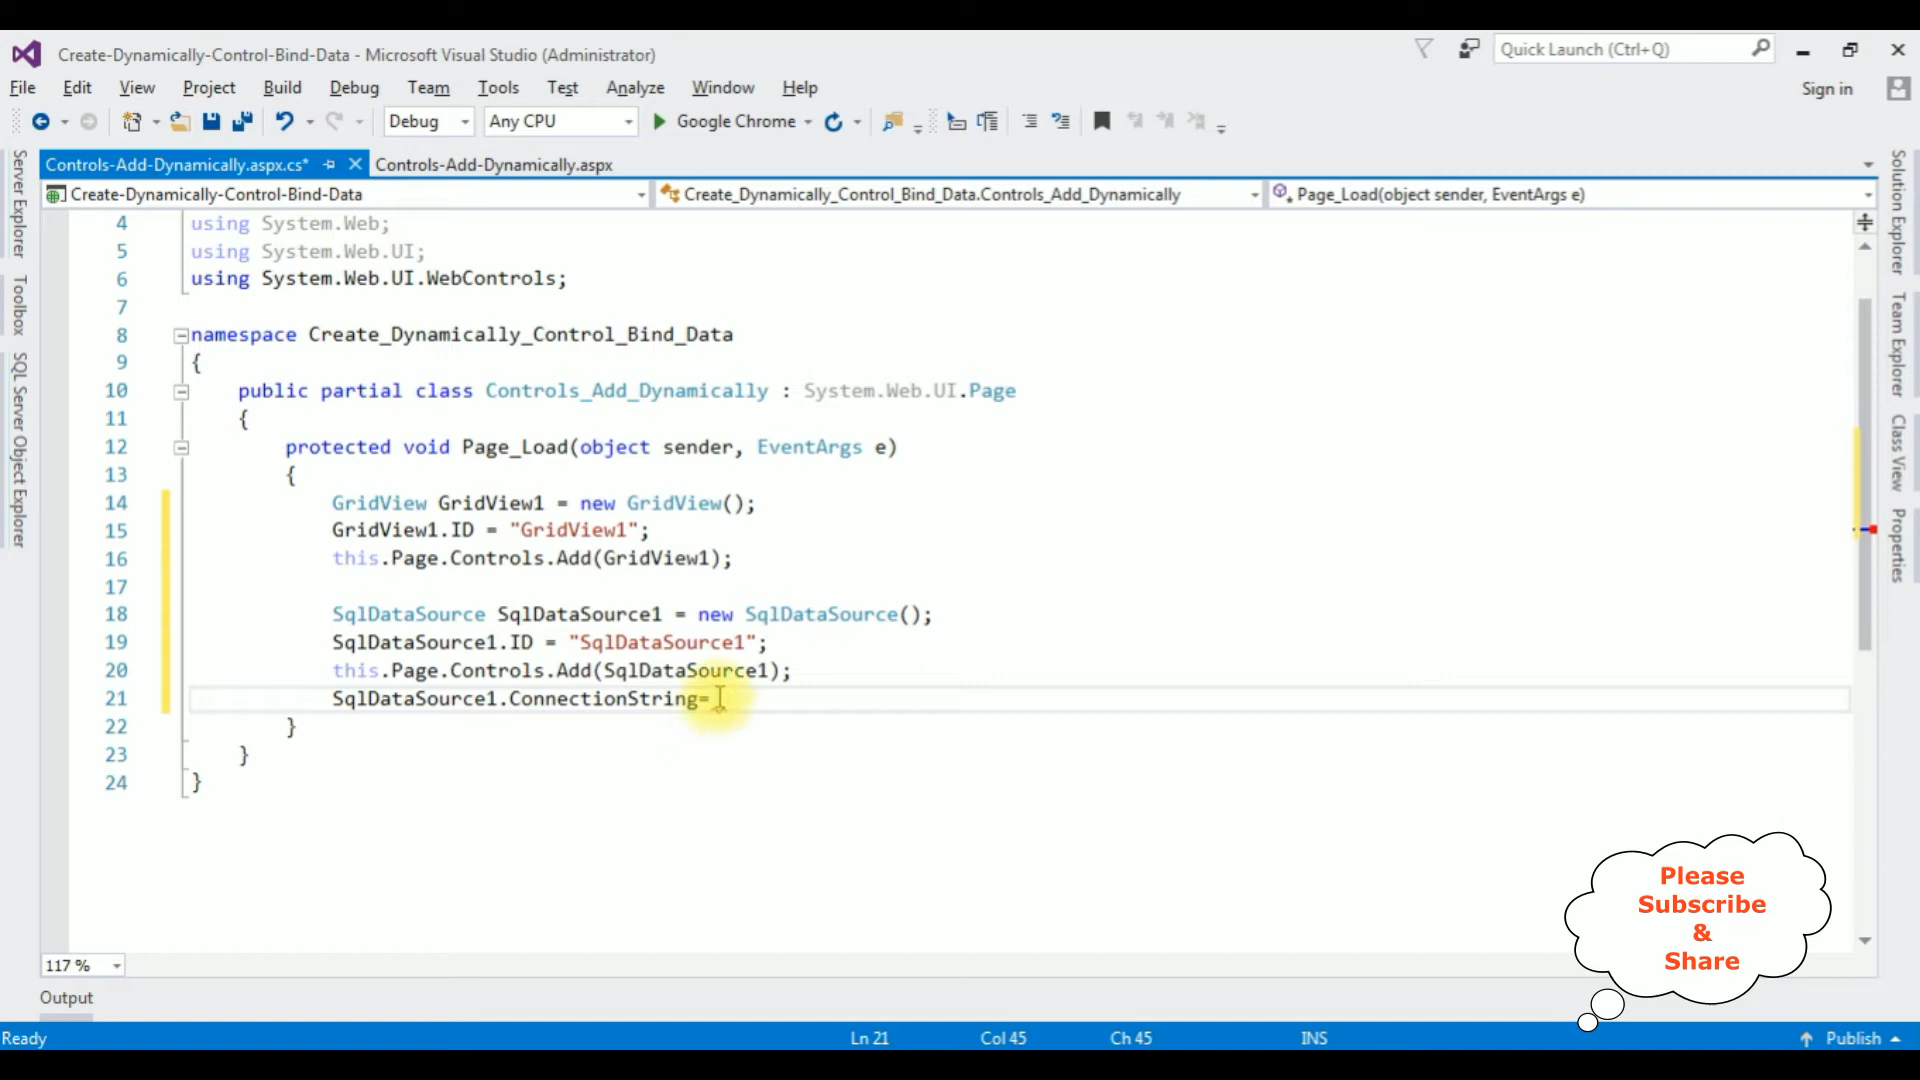 Create-Dynamically-Control-Bind-Data - Microsoft Visual Studio (Administrator)
Quick Launch (Ctrl+Q)
File Edit View Project Build Debug Team Tools Test Analyze Window Help
Sign in
Debug Any CPU Google Chrome
Controls-Add-Dynamically.aspx.cs* Controls-Add-Dynamically.aspx
Create-Dynamically-Control-Bind-Data Create_Dynamically_Control_Bind_Data.Controls_Add_Dynamically Page_Load(object sender, EventArgs e)
Server Explorer
Toolbox
SQL Server Object Explorer
4 using System.Web;
5 using System.Web.UI;
6 using System.Web.UI.WebControls;
7
8 namespace Create_Dynamically_Control_Bind_Data
9 {
10 public partial class Controls_Add_Dynamically : System.Web.UI.Page
11 {
12 protected void Page_Load(object sender, EventArgs e)
13 {
14 GridView GridView1 = new GridView();
15 GridView1.ID = "GridView1";
16 this.Page.Controls.Add(GridView1);
17
18 SqlDataSource SqlDataSource1 = new SqlDataSource();
19 SqlDataSource1.ID = "SqlDataSource1";
20 this.Page.Controls.Add(SqlDataSource1);
21 SqlDataSource1.ConnectionString=
22 }
23 }
24 }
Solution Explorer
Team Explorer
Class View
Properties
Please
Subscribe
&
Share
117 %
Output
Ready Ln 21 Col 45 Ch 45 INS Publish